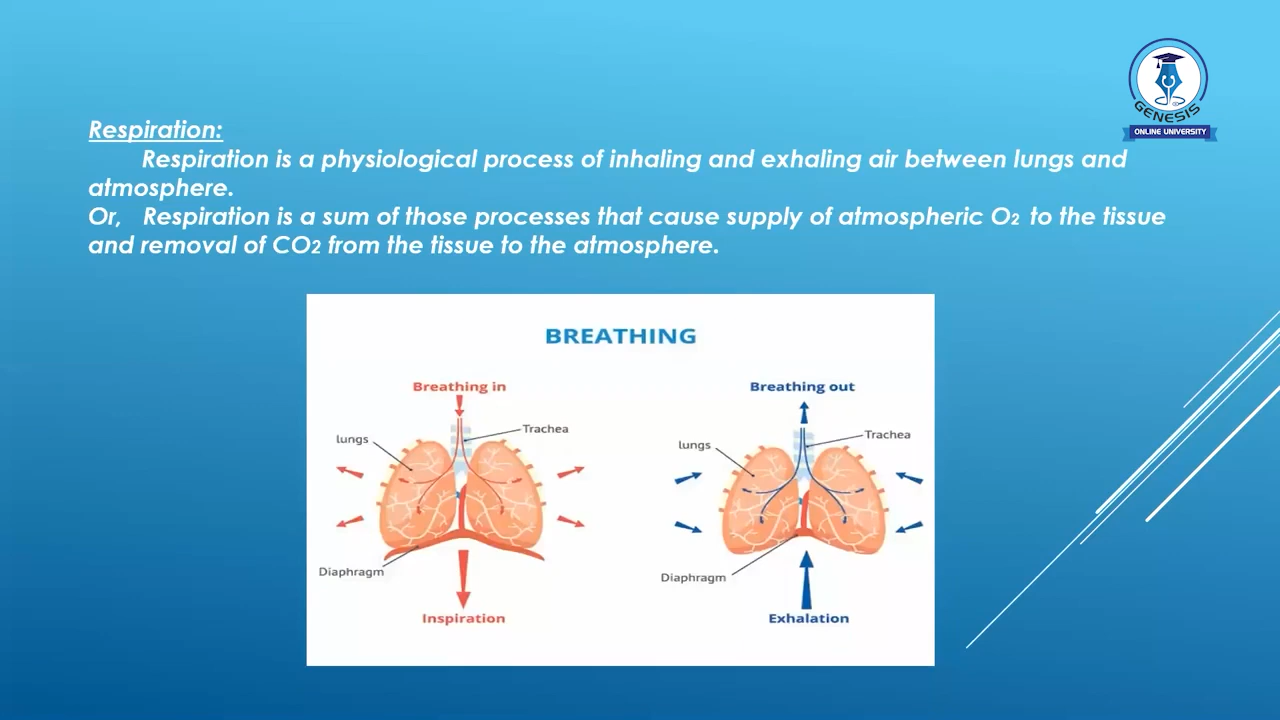 GENESIS
ONLINE UNIVERSITY
Respiration:
Respiration is a physiological process of inhaling and exhaling air between lungs and
atmosphere.
Or, Respiration is a sum of those processes that cause supply of atmospheric O2 to the tissue
and removal of CO2 from the tissue to the atmosphere.
BREATHING
Breathing in
Trachea
lungs
Diaphragm
Inspiration
Breathing out
Trachea
lungs
Diaphragm
Exhalation